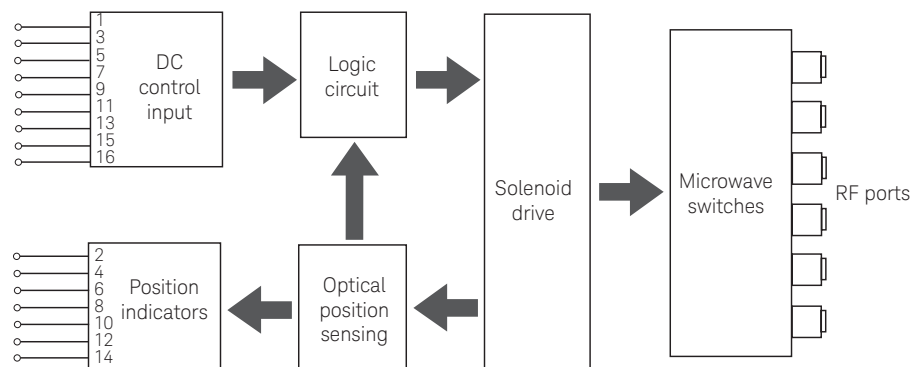 1
3
5
7
9
11
13
15
16
DC
control
input
Logic
circuit
Solenoid
drive
Microwave
switches
RF ports
2
4
6
8
10
12
14
Position
indicators
Optical
position
sensing